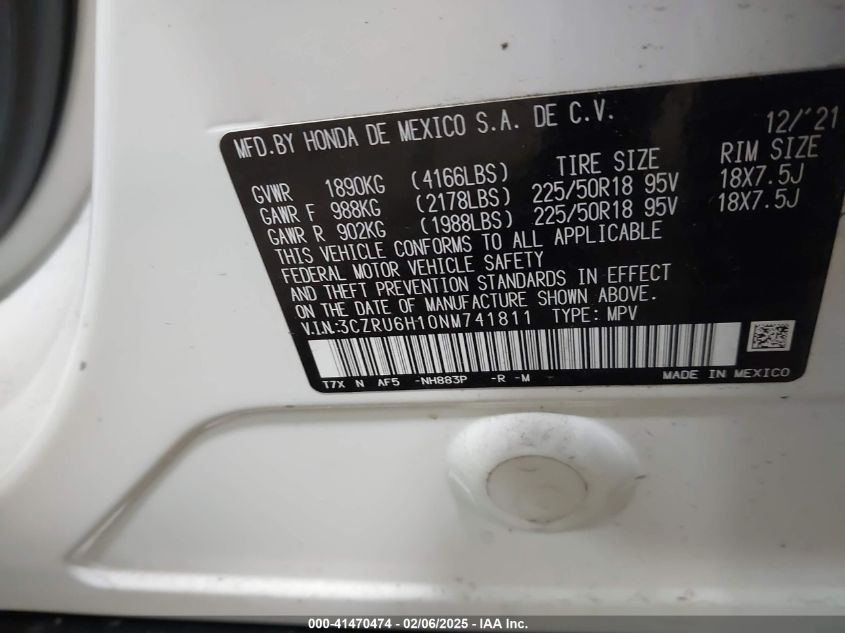 MFD.BY HONDA DE MEXICO S.A. DE C.V. 12/'21
TIRE SIZE RIM SIZE
GVWR 1890KG (4166LBS)
GAWR F 988KG (2178LBS) 225/50R18 95V 18X7.5J
GAWR R 902KG (1988LBS) 225/50R18 95V 18X7.5J
THIS VEHICLE CONFORMS TO ALL APPLICABLE
FEDERAL MOTOR VEHICLE SAFETY
AND THEFT PREVENTION STANDARDS IN EFFECT
ON THE DATE OF MANUFACTURE SHOWN ABOVE.
V.I.N:3CZRU6H10NM741811 TYPE: MPV
T7X N AF5 -NH883P -R -M - MADE IN MEXICO
000-41470474 — 02/06/2025 — IAA Inc.